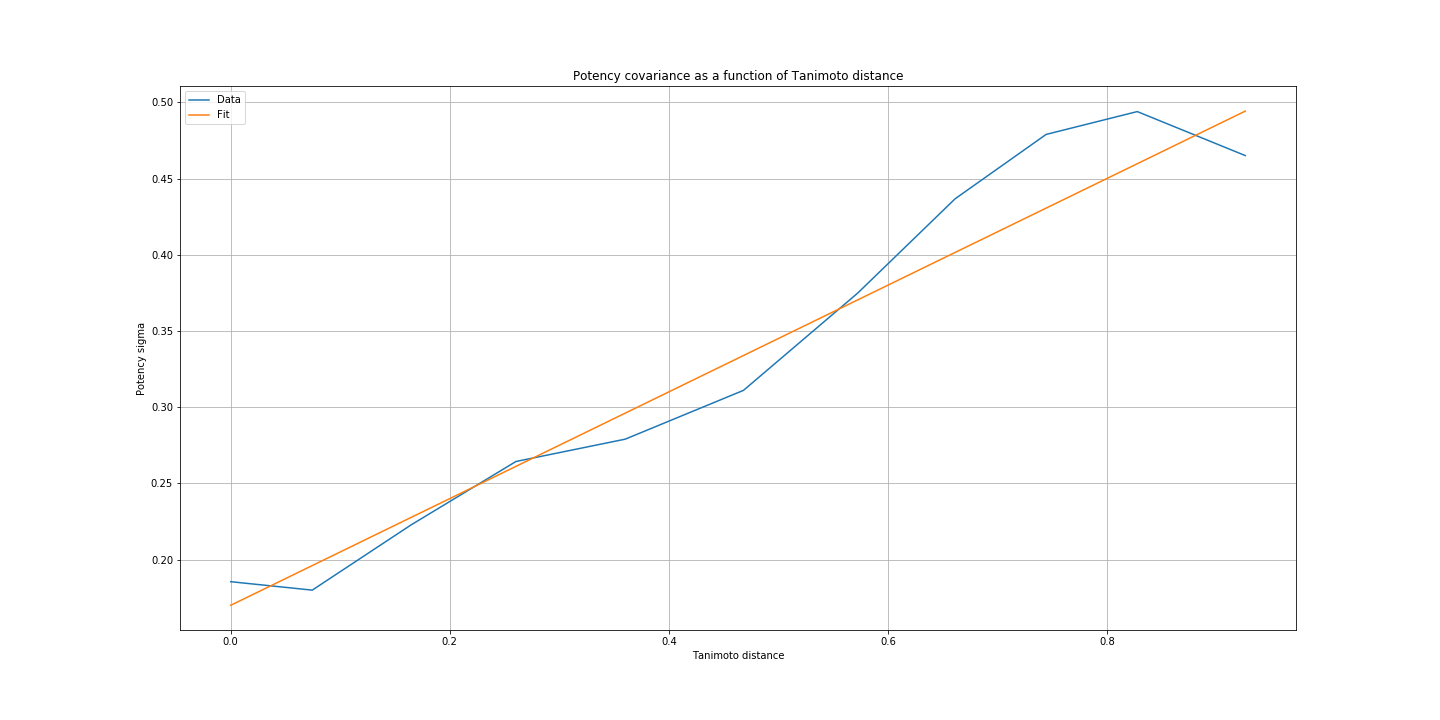 Potency covariance as a function of Tanimoto distance
Data
Fit
0.50
0.45
0.40
0.35
0.30
0.25
0.20
Potency sigma
0.0 0.2 0.4 0.6 0.8
Tanimoto distance